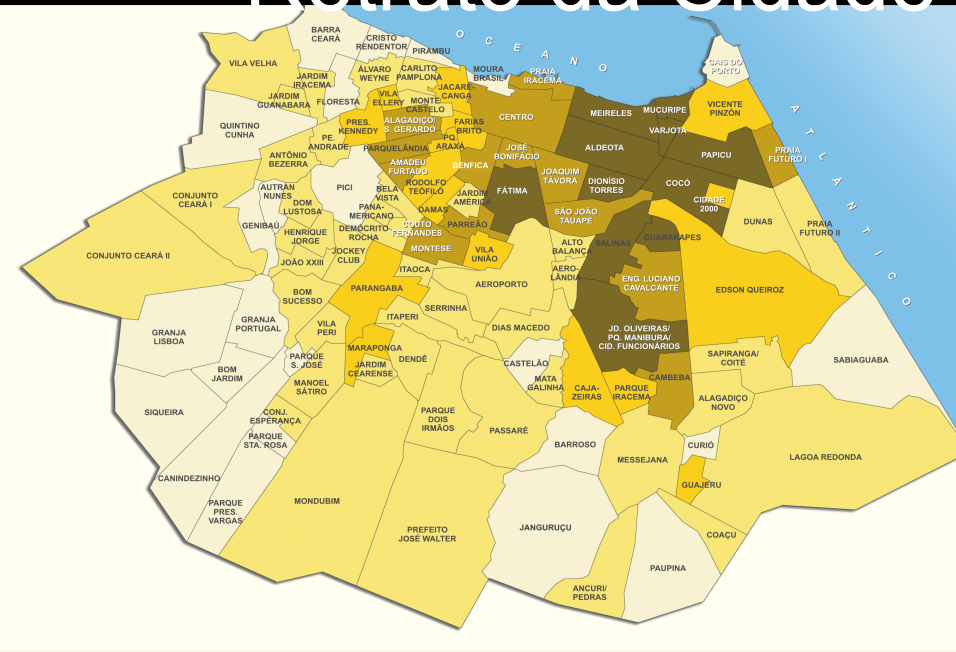 Retrato da Cidade
OCEANO
ATLÂNTICO
BARRA
CEARÁ
CRISTO
RENDENTOR
PIRAMBU
VILA VELHA
JARDIM
IRACEMA
ÁLVARO
WEYNE
CARLITO
PAMPLONA
MOURA
BRASIL
PRAIA
IRACEMA
CAIS DO
PORTO
JARDIM
GUANABARA
FLORESTA
VILA
ELLERY
MONTE
CASTELO
JACARE-
CANGA
CENTRO
MEIRELES
MUCURIPE
VICENTE
PINZÓN
QUINTINO
CUNHA
PRES.
KENNEDY
ALAGADIÇO/
S. GERARDO
FARIAS
BRITO
VARJOTA
PE.
ANDRADE
PARQUELÂNDIA
PQ.
ARAXÁ
JOSÉ
BONIFÁCIO
ALDEOTA
PAPICU
PRAIA
FUTURO I
ANTÔNIO
BEZERRA
AMADEU
FURTADO
BENFICA
JOAQUIM
TÁVORA
DIONÍSIO
TORRES
COCÓ
CONJUNTO
CEARÁ I
AUTRAN
NUNES
PICI
BELA
VISTA
RODOLFO
TEÓFILO
JARDIM
AMÉRICA
FÁTIMA
CIDADE
2000
DOM
LUSTOSA
PANA-
MERICANO
DAMAS
SÃO JOÃO
TAUAPE
DUNAS
PRAIA
FUTURO II
GENIBAÚ
HENRIQUE
JORGE
DEMÓCRITO
ROCHA
COUTO
FERNANDES
PARREÃO
CONJUNTO CEARÁ II
JOÃO XXIII
JOCKEY
CLUB
MONTESE
VILA
UNIÃO
ALTO
BALANÇA
SALINAS
GUARARAPES
ITAOCA
AERO-
LÂNDIA
ENG. LUCIANO
CAVALCANTE
EDSON QUEIROZ
BOM
SUCESSO
PARANGABA
AEROPORTO
SERRINHA
GRANJA
LISBOA
GRANJA
PORTUGAL
VILA
PERI
ITAPERI
DIAS MACEDO
JD. OLIVEIRAS/
PQ. MANIBURA/
CID. FUNCIONÁRIOS
SAPIRANGA/
COITÉ
SABIAGUABA
BOM
JARDIM
PARQUE
S. JOSÉ
MARAPONGA
JARDIM
CEARENSE
DENDÊ
CASTELÃO
MATA
GALINHA
CAJA-
ZEIRAS
PARQUE
IRACEMA
CAMBEBA
MANOEL
SÁTIRO
ALAGADIÇO
NOVO
SIQUEIRA
CONJ.
ESPERANÇA
PARQUE
DOIS
IRMÃOS
PASSARÉ
PARQUE
STA. ROSA
BARROSO
CURIÓ
MESSEJANA
LAGOA REDONDA
CANINDEZINHO
GUAJERU
PARQUE
PRES.
VARGAS
MONDUBIM
PREFEITO
JOSÉ WALTER
JANGURUÇU
COAÇU
PAUPINA
ANCURI/
PEDRAS